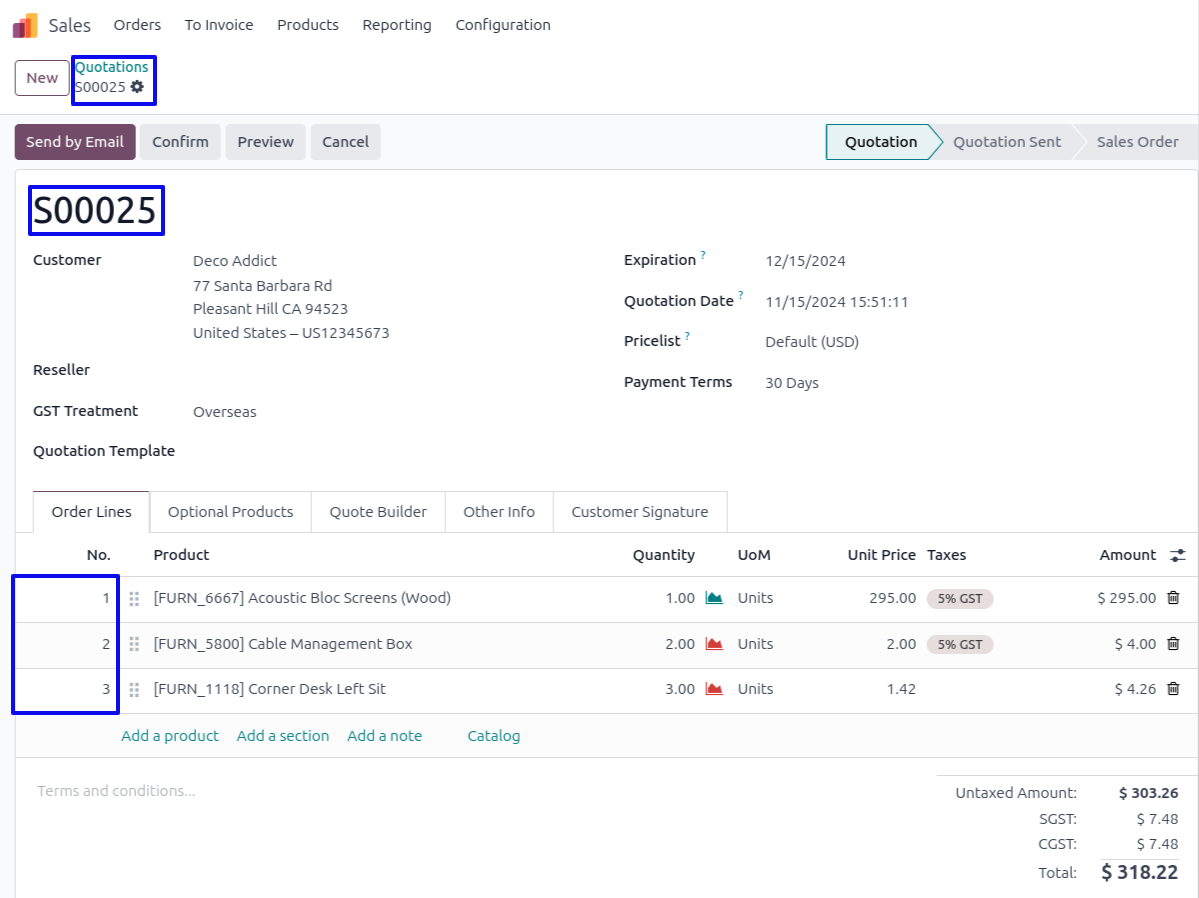 Sales Orders To Invoice Products Reporting Configuration
New
Quotations
S00025
Send by Email Confirm Preview Cancel Quotation Quotation Sent Sales Order
S00025
Customer Deco Addict
77 Santa Barbara Rd
Pleasant Hill CA 94523
United States – US12345673
Reseller
GST Treatment Overseas
Quotation Template
Expiration ? 12/15/2024
Quotation Date ? 11/15/2024 15:51:11
Pricelist ? Default (USD)
Payment Terms 30 Days
Order Lines Optional Products Quote Builder Other Info Customer Signature
No. Product Quantity UoM Unit Price Taxes Amount
1 [FURN_6667] Acoustic Bloc Screens (Wood) 1.00 Units 295.00 5% GST $ 295.00
2 [FURN_5800] Cable Management Box 2.00 Units 2.00 5% GST $ 4.00
3 [FURN_1118] Corner Desk Left Sit 3.00 Units 1.42 $ 4.26
Add a product Add a section Add a note Catalog
Terms and conditions...
Untaxed Amount: $ 303.26
SGST: $ 7.48
CGST: $ 7.48
Total: $ 318.22